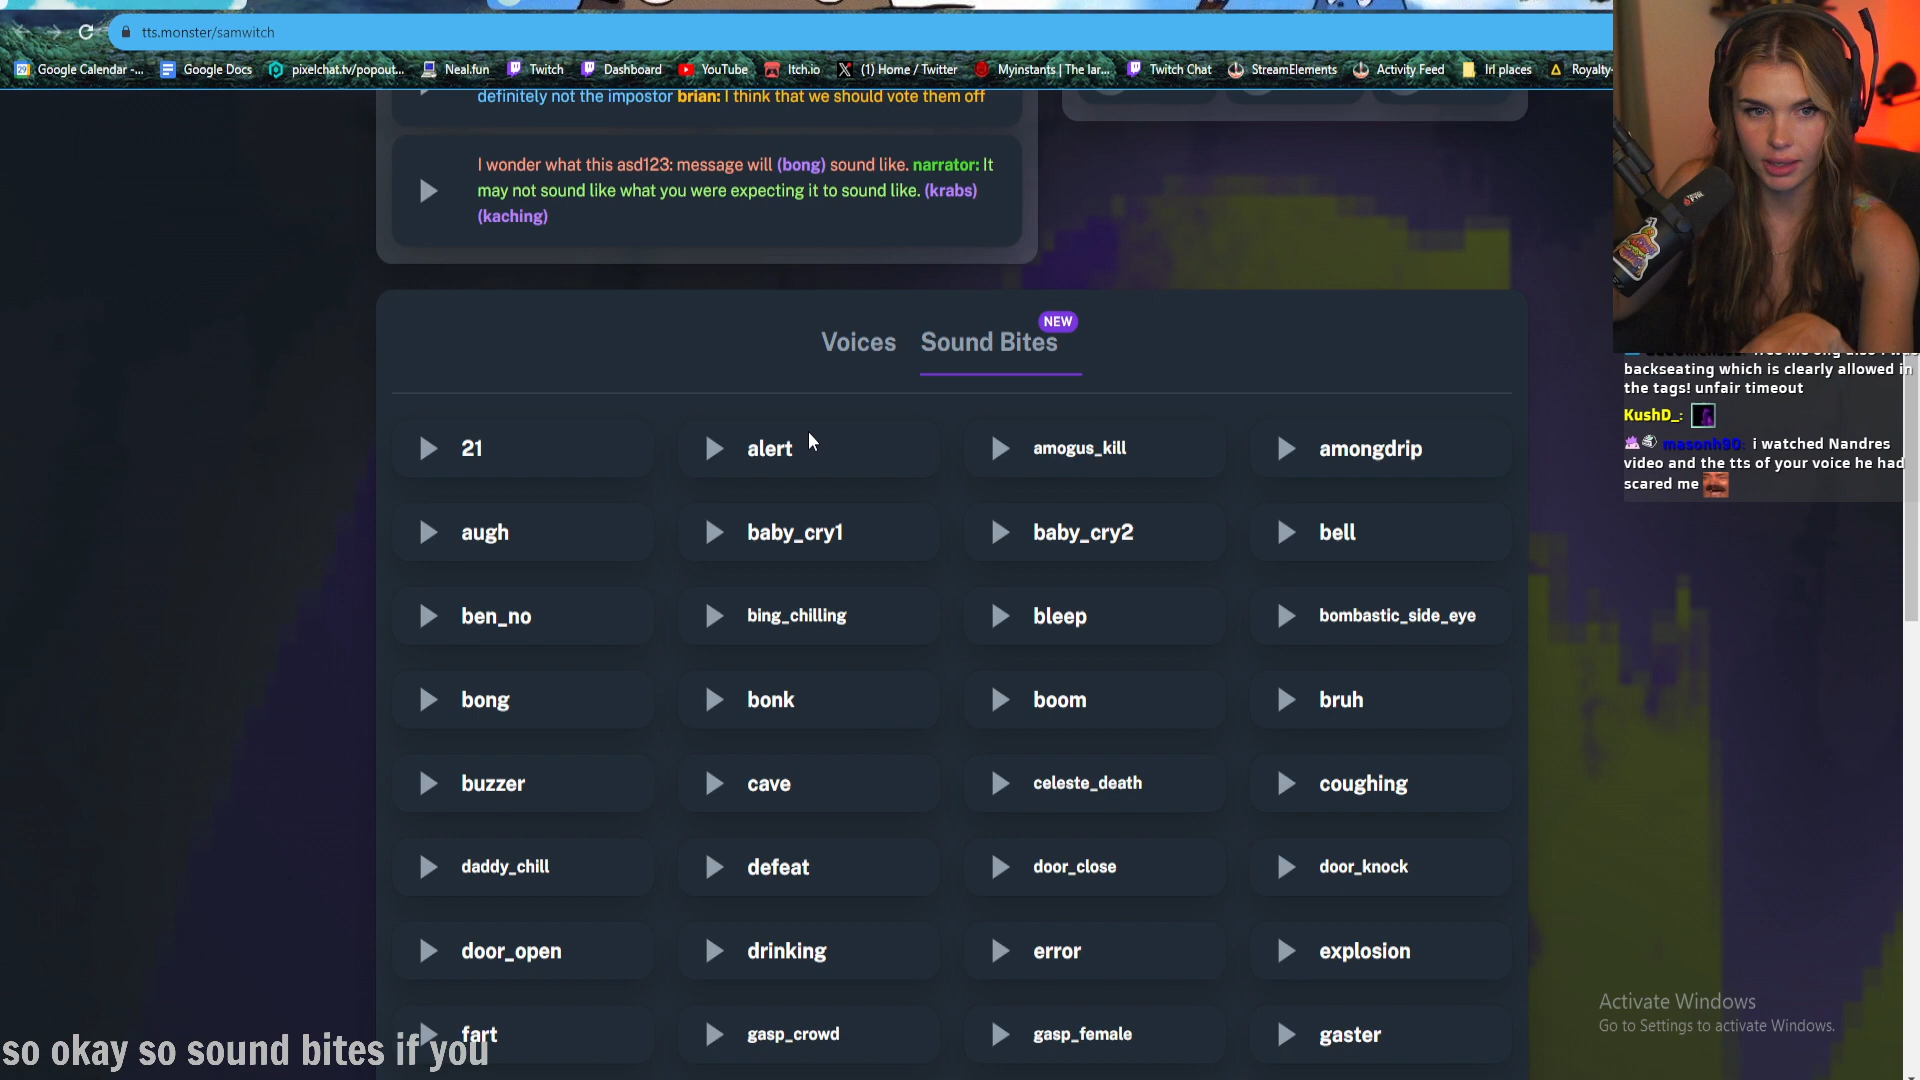 tts.monster/samwitch
Google Calendar -... Google Docs pixelchat.tv/popout... Neal.fun Twitch Dashboard YouTube Itch.io (1) Home / Twitter Myinstants | The lar... Twitch Chat StreamElements Activity Feed Irl places Royalty-
definitely not the impostor brian: I think that we should vote them off
I wonder what this asd123: message will (bong) sound like. narrator: It
may not sound like what you were expecting it to sound like. (krabs)
(kaching)
NEW
Voices Sound Bites
21 alert amogus_kill amongdrip
augh baby_cry1 baby_cry2 bell
ben_no bing_chilling bleep bombastic_side_eye
bong bonk boom bruh
buzzer cave celeste_death coughing
daddy_chill defeat door_close door_knock
door_open drinking error explosion
fart gasp_crowd gasp_female gaster
so okay so sound bites if you
backseating which is clearly allowed in
the tags! unfair timeout
KushD_:
masonh90: i watched Nandres
video and the tts of your voice he had
scared me
Activate Windows
Go to Settings to activate Windows.